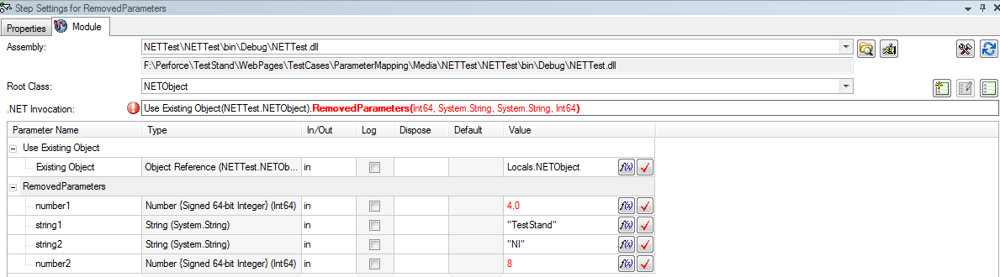 Step Settings for RemovedParameters
Properties Module
Assembly: NETTest\NETTest\bin\Debug\NETTest.dll
F:\Perforce\TestStand\WebPages\TestCases\ParameterMapping\Media\NETTest\NETTest\bin\Debug\NETTest.dll
Root Class: NETObject
.NET Invocation: Use Existing Object(NETTest.NETObject).RemovedParameters(Int64, System.String, System.String, Int64)
Parameter Name Type In/Out Log Dispose Default Value
Use Existing Object
Existing Object Object Reference (NETTest.NETOb... in Locals.NETObject f(x)
RemovedParameters
number1 Number {Signed 64-bit Integer} (Int64) in 4.0 f(x)
string1 String (System.String) in "TestStand" f(x)
string2 String (System.String) in "NI" f(x)
number2 Number {Signed 64-bit Integer} (Int64) in 8 f(x)